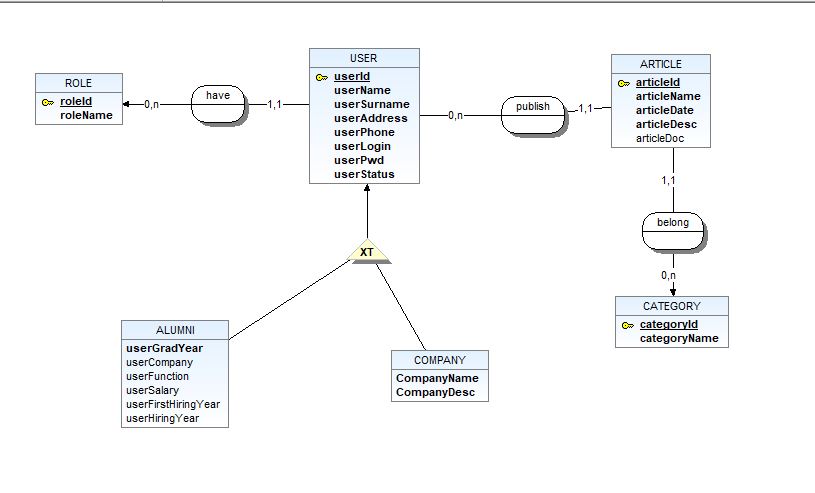 ROLE
roleId
roleName
0,n
have
1,1
USER
userId
userName
userSurname
userAddress
userPhone
userLogin
userPwd
userStatus
0,n
publish
1,1
ARTICLE
articleId
articleName
articleDate
articleDesc
articleDoc
1,1
belong
0,n
CATEGORY
categoryId
categoryName
XT
ALUMNI
userGradYear
userCompany
userFunction
userSalary
userFirstHiringYear
userHiringYear
COMPANY
CompanyName
CompanyDesc